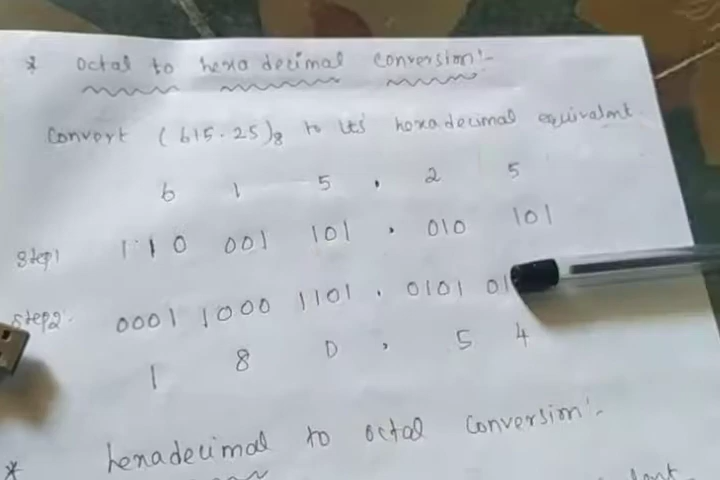 * Octal to hexa decimal conversion:-
Convert (615.25)8 to its' hexadecimal equivalent
6 1 5 . 2 5
Step1 110 001 101 . 010 101
Step2: 0001 1000 1101 . 0101 01
1 8 D . 5 4
* hexadecimal to octal conversion:-